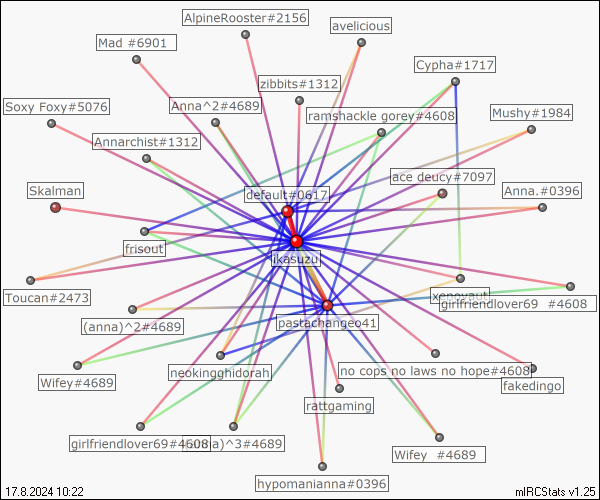 AlpineRooster#2156
avelicious
Mad #6901
Cypha#1717
zibbits#1312
Soxy Foxy#5076
Anna^2#4689
ramshackle gorey#4608
Mushy#1984
Annarchist#1312
ace deucy#7097
Skalman
default#0617
Anna.#0396
frisout
ikasuzu
Toucan#2473
girlfriendlover69 #4608
(anna)^2#4689
pastachangeo41
neokingghidorah
no cops no laws no hope#4608
Wifey#4689
fakedingo
rattgaming
girlfriendlover69#4608
)^3#4689
Wifey #4689
hypomanianna#0396
17.8.2024 10:22
mIRCStats v1.25